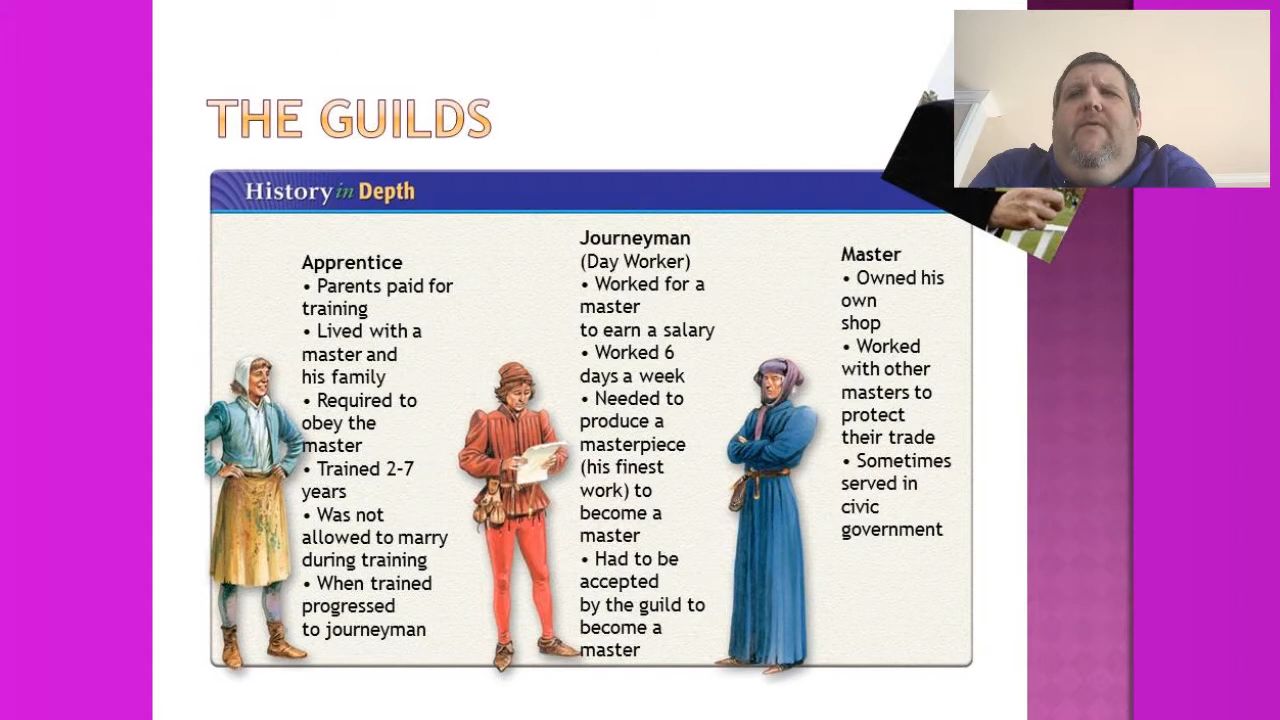 THE GUILDS
History in Depth
Apprentice
• Parents paid for
training
• Lived with a
master and
his family
• Required to
obey the
master
• Trained 2-7
years
• Was not
allowed to marry
during training
• When trained
progressed
to journeyman
Journeyman
(Day Worker)
• Worked for a
master
to earn a salary
• Worked 6
days a week
• Needed to
produce a
masterpiece
(his finest
work) to
become a
master
• Had to be
accepted
by the guild to
become a
master
Master
• Owned his
own
shop
• Worked
with other
masters to
protect
their trade
• Sometimes
served in
civic
government